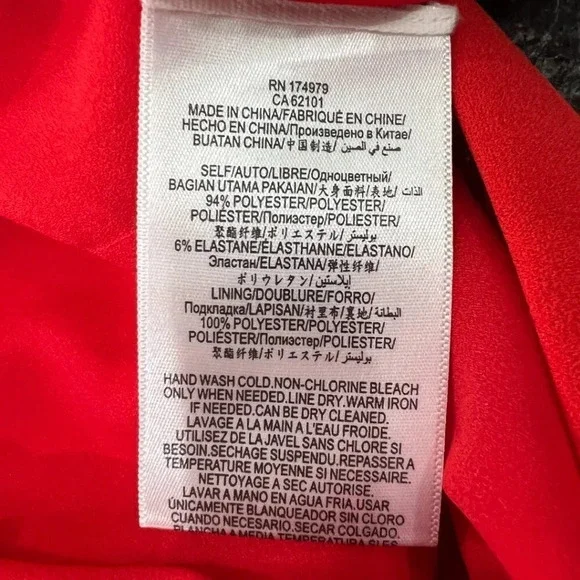 RN 174979
CA 62101
MADE IN CHINA/FABRIQUÉ EN CHINE/
HECHO EN CHINA/Произведено в Китае/
BUATAN CHINA/中国制造/ صنع في الصين
SELF/AUTO/LIBRE/Одноцветный/
BAGIAN UTAMA PAKAIAN/大身面料/表地/ الذات
94% POLYESTER/POLYESTER/
POLIÉSTER/Полиэстер/POLIESTER/
聚酯纤维/ポリエステル/ بوليستر
6% ELASTANE/ÉLASTHANNE/ELASTANO/
Эластан/ELASTANA/弹性纤维/
ポリウレタン/ إيلاستين
LINING/DOUBLURE/FORRO/
Подкладка/LAPISAN/衬里布/裏地/ البطانة
100% POLYESTER/POLYESTER/
POLIÉSTER/Полиэстер/POLIESTER/
聚酯纤维/ポリエステル/ بوليستر
HAND WASH COLD.NON-CHLORINE BLEACH
ONLY WHEN NEEDED.LINE DRY.WARM IRON
IF NEEDED.CAN BE DRY CLEANED.
LAVAGE A LA MAIN A L'EAU FROIDE.
UTILISEZ DE LA JAVEL SANS CHLORE SI
BESOIN.SECHAGE SUSPENDU.REPASSER A
TEMPERATURE MOYENNE SI NECESSAIRE.
NETTOYAGE A SEC AUTORISE.
LAVAR A MANO EN AGUA FRIA.USAR
ÚNICAMENTE BLANQUEADOR SIN CLORO
CUANDO NECESARIO.SECAR COLGADO.
PLANCHA A MEDIA TEMPERATURA SI ES